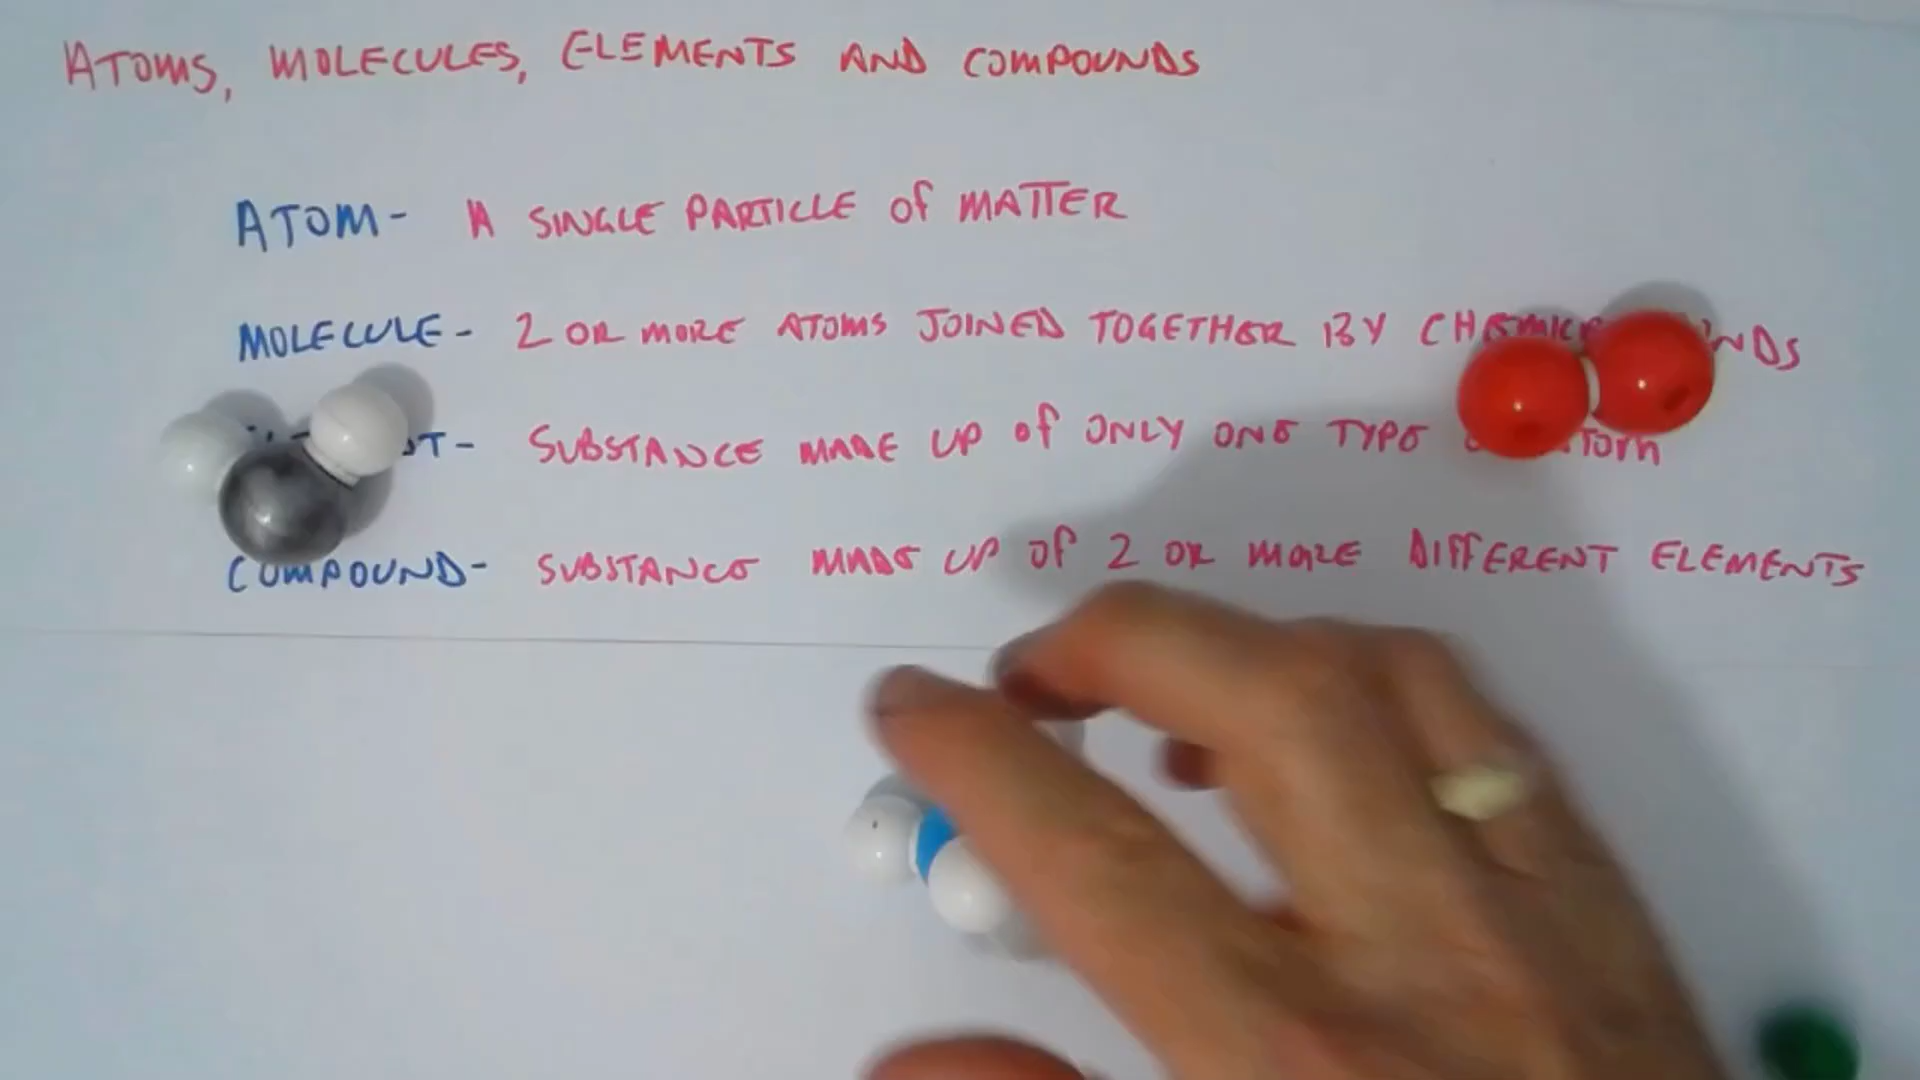 ATOMS, MOLECULES, ELEMENTS AND COMPOUNDS
ATOM- A SINGLE PARTICLE OF MATTER
MOLECULE- 2 OR MORE ATOMS JOINED TOGETHER BY
SUBSTANCE MADE UP OF ONLY ONE TYPE
COMPOUND- SUBSTANCE MADE UP OF 2 OR MORE DIFFERENT ELEMENTS